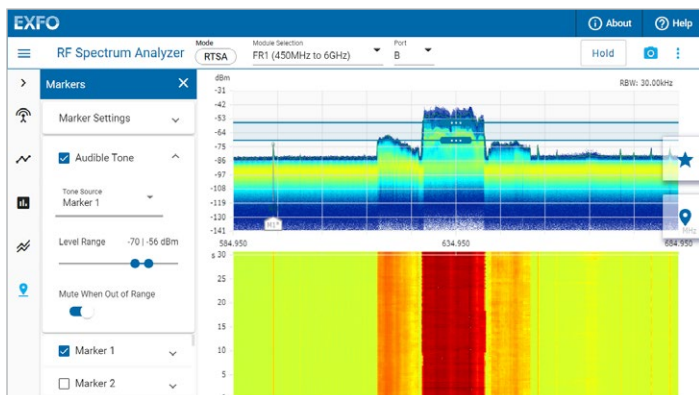 EXFO
About
Help
RF Spectrum Analyzer
Mode
RTSA
Module Selection
FR1 (450MHz to 6GHz)
Port
B
Hold
Markers
Marker Settings
Audible Tone
Tone Source
Marker 1
Level Range
-70 | -56 dBm
Mute When Out of Range
Marker 1
Marker 2
dBm
RBW: 30.00kHz
-21
-42
-53
-64
-75
-86
-97
-108
-119
-130
-141
M1*
584.950
634.950
684.950
MHz
s 30
25
20
15
10
5